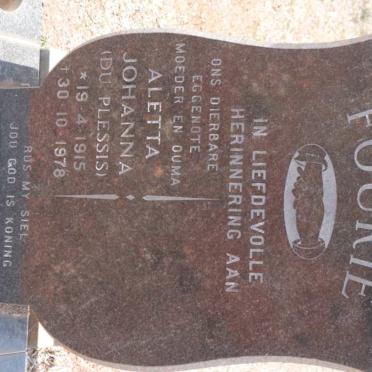 FOURIE
IN LIEFDEVOLLE
HERINNERING AAN
ONS DIERBARE
EGGENOTE
MOEDER EN OUMA
ALETTA
JOHANNA
(DU PLESSIS)
*19·4·1915
†30·10·1978
RUS MY SIEL
JOU GOD IS KONING